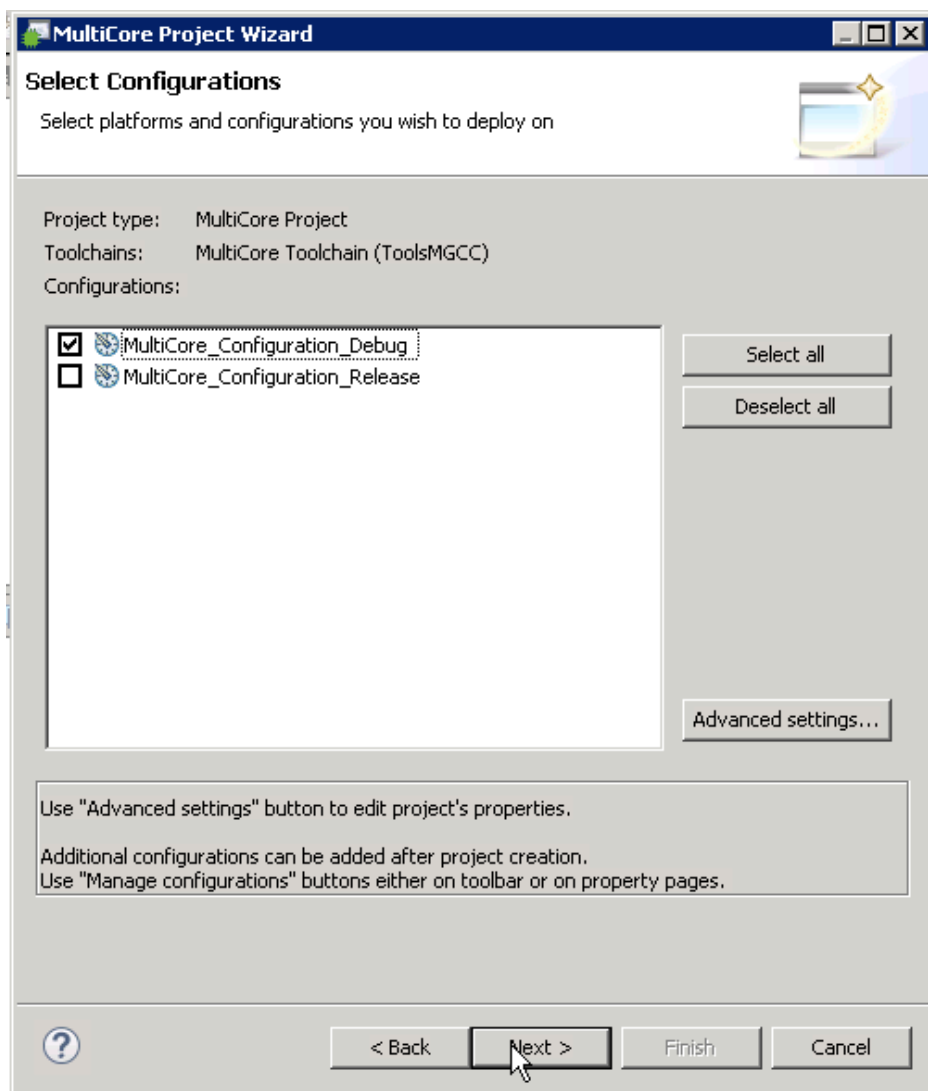 MultiCore Project Wizard
Select Configurations
Select platforms and configurations you wish to deploy on
Project type: MultiCore Project
Toolchains: MultiCore Toolchain (ToolsMGCC)
Configurations:
MultiCore_Configuration_Debug
MultiCore_Configuration_Release
Select all
Deselect all
Advanced settings...
Use "Advanced settings" button to edit project's properties.
Additional configurations can be added after project creation.
Use "Manage configurations" buttons either on toolbar or on property pages.
? < Back Next > Finish Cancel